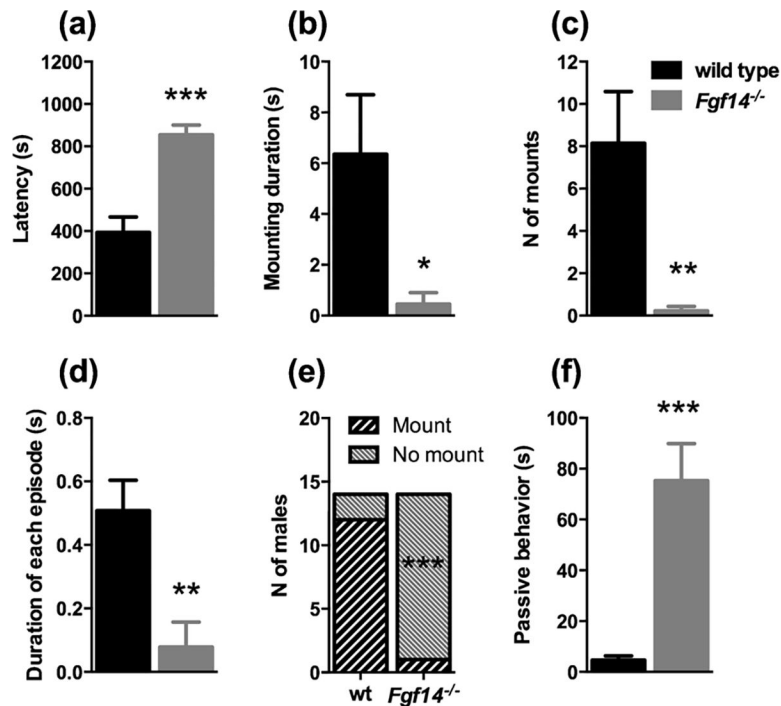 (a)
1200
1000
800
600
400
200
0
Latency (s)
***
(b)
10
8
6
4
2
0
Mounting duration (s)
*
(c)
12
10
8
6
4
2
0
N of mounts
**
wild type
Fgf14-/-
(d)
0.8
0.6
0.4
0.2
0.0
Duration of each episode (s)
**
(e)
20
15
10
5
0
N of males
Mount
No mount
***
wt Fgf14-/-
(f)
100
80
60
40
20
0
Passive behavior (s)
***